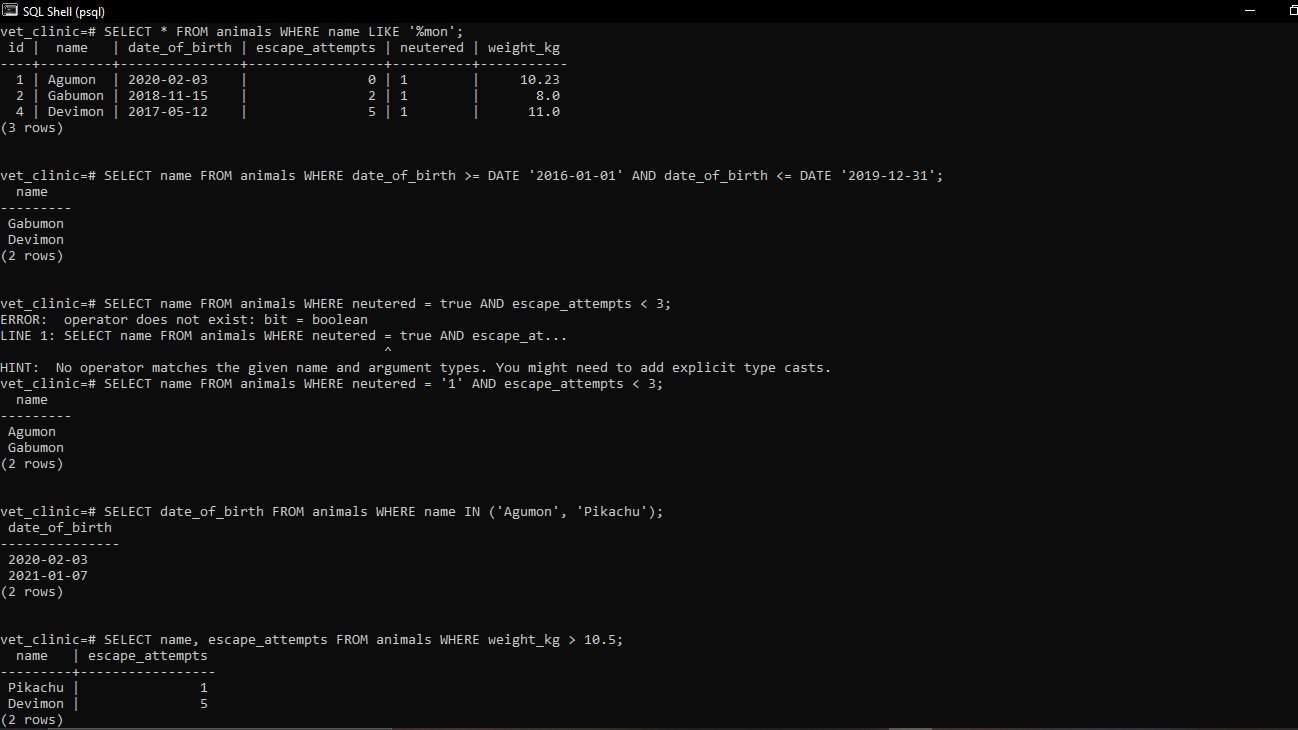 SQL Shell (psql)
vet_clinic=# SELECT * FROM animals WHERE name LIKE '%mon';
 id |  name   | date_of_birth | escape_attempts | neutered | weight_kg
----+---------+---------------+-----------------+----------+-----------
  1 | Agumon  | 2020-02-03    |               0 | 1        |     10.23
  2 | Gabumon | 2018-11-15    |               2 | 1        |       8.0
  4 | Devimon | 2017-05-12    |               5 | 1        |      11.0
(3 rows)
vet_clinic=# SELECT name FROM animals WHERE date_of_birth >= DATE '2016-01-01' AND date_of_birth <= DATE '2019-12-31';
  name
---------
 Gabumon
 Devimon
(2 rows)
vet_clinic=# SELECT name FROM animals WHERE neutered = true AND escape_attempts < 3;
ERROR:  operator does not exist: bit = boolean
LINE 1: SELECT name FROM animals WHERE neutered = true AND escape_at...
                                                ^
HINT:  No operator matches the given name and argument types. You might need to add explicit type casts.
vet_clinic=# SELECT name FROM animals WHERE neutered = '1' AND escape_attempts < 3;
  name
---------
 Agumon
 Gabumon
(2 rows)
vet_clinic=# SELECT date_of_birth FROM animals WHERE name IN ('Agumon', 'Pikachu');
 date_of_birth
---------------
 2020-02-03
 2021-01-07
(2 rows)
vet_clinic=# SELECT name, escape_attempts FROM animals WHERE weight_kg > 10.5;
  name   | escape_attempts
---------+-----------------
 Pikachu |               1
 Devimon |               5
(2 rows)